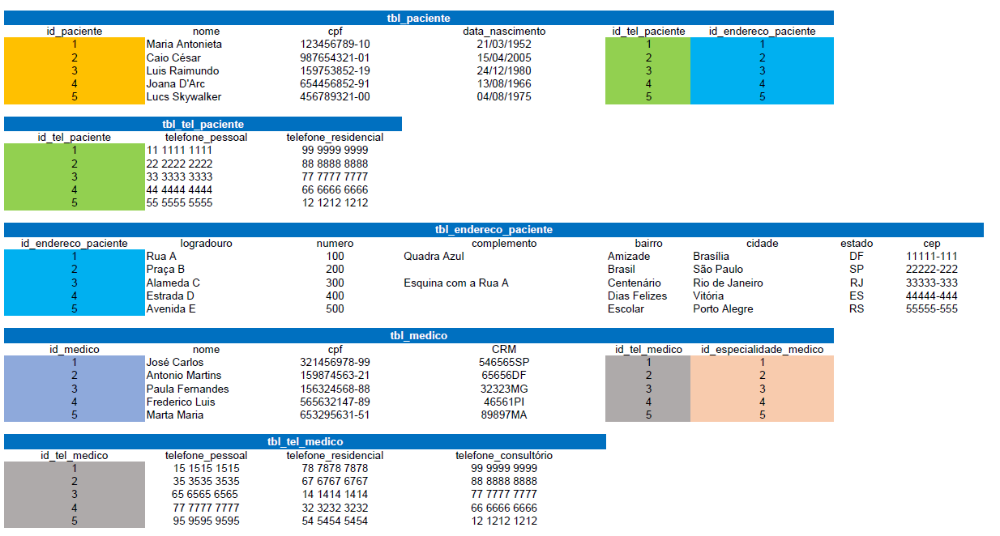 tbl_paciente
id_paciente nome cpf data_nascimento id_tel_paciente id_endereco_paciente
1 Maria Antonieta 123456789-10 21/03/1952 1 1
2 Caio César 987654321-01 15/04/2005 2 2
3 Luis Raimundo 159753852-19 24/12/1980 3 3
4 Joana D'Arc 654456852-91 13/08/1966 4 4
5 Lucs Skywalker 456789321-00 04/08/1975 5 5
tbl_tel_paciente
id_tel_paciente telefone_pessoal telefone_residencial
1 11 1111 1111 99 9999 9999
2 22 2222 2222 88 8888 8888
3 33 3333 3333 77 7777 7777
4 44 4444 4444 66 6666 6666
5 55 5555 5555 12 1212 1212
tbl_endereco_paciente
id_endereco_paciente logradouro numero complemento bairro cidade estado cep
1 Rua A 100 Quadra Azul Amizade Brasília DF 11111-111
2 Praça B 200 Brasil São Paulo SP 22222-222
3 Alameda C 300 Esquina com a Rua A Centenário Rio de Janeiro RJ 33333-333
4 Estrada D 400 Dias Felizes Vitória ES 44444-444
5 Avenida E 500 Escolar Porto Alegre RS 55555-555
tbl_medico
id_medico nome cpf CRM id_tel_medico id_especialidade_medico
1 José Carlos 321456978-99 546565SP 1 1
2 Antonio Martins 159874563-21 65656DF 2 2
3 Paula Fernandes 156324568-88 32323MG 3 3
4 Frederico Luis 565632147-89 46561PI 4 4
5 Marta Maria 653295631-51 89897MA 5 5
tbl_tel_medico
id_tel_medico telefone_pessoal telefone_residencial telefone_consultório
1 15 1515 1515 78 7878 7878 99 9999 9999
2 35 3535 3535 67 6767 6767 88 8888 8888
3 65 6565 6565 14 1414 1414 77 7777 7777
4 77 7777 7777 32 3232 3232 66 6666 6666
5 95 9595 9595 54 5454 5454 12 1212 1212